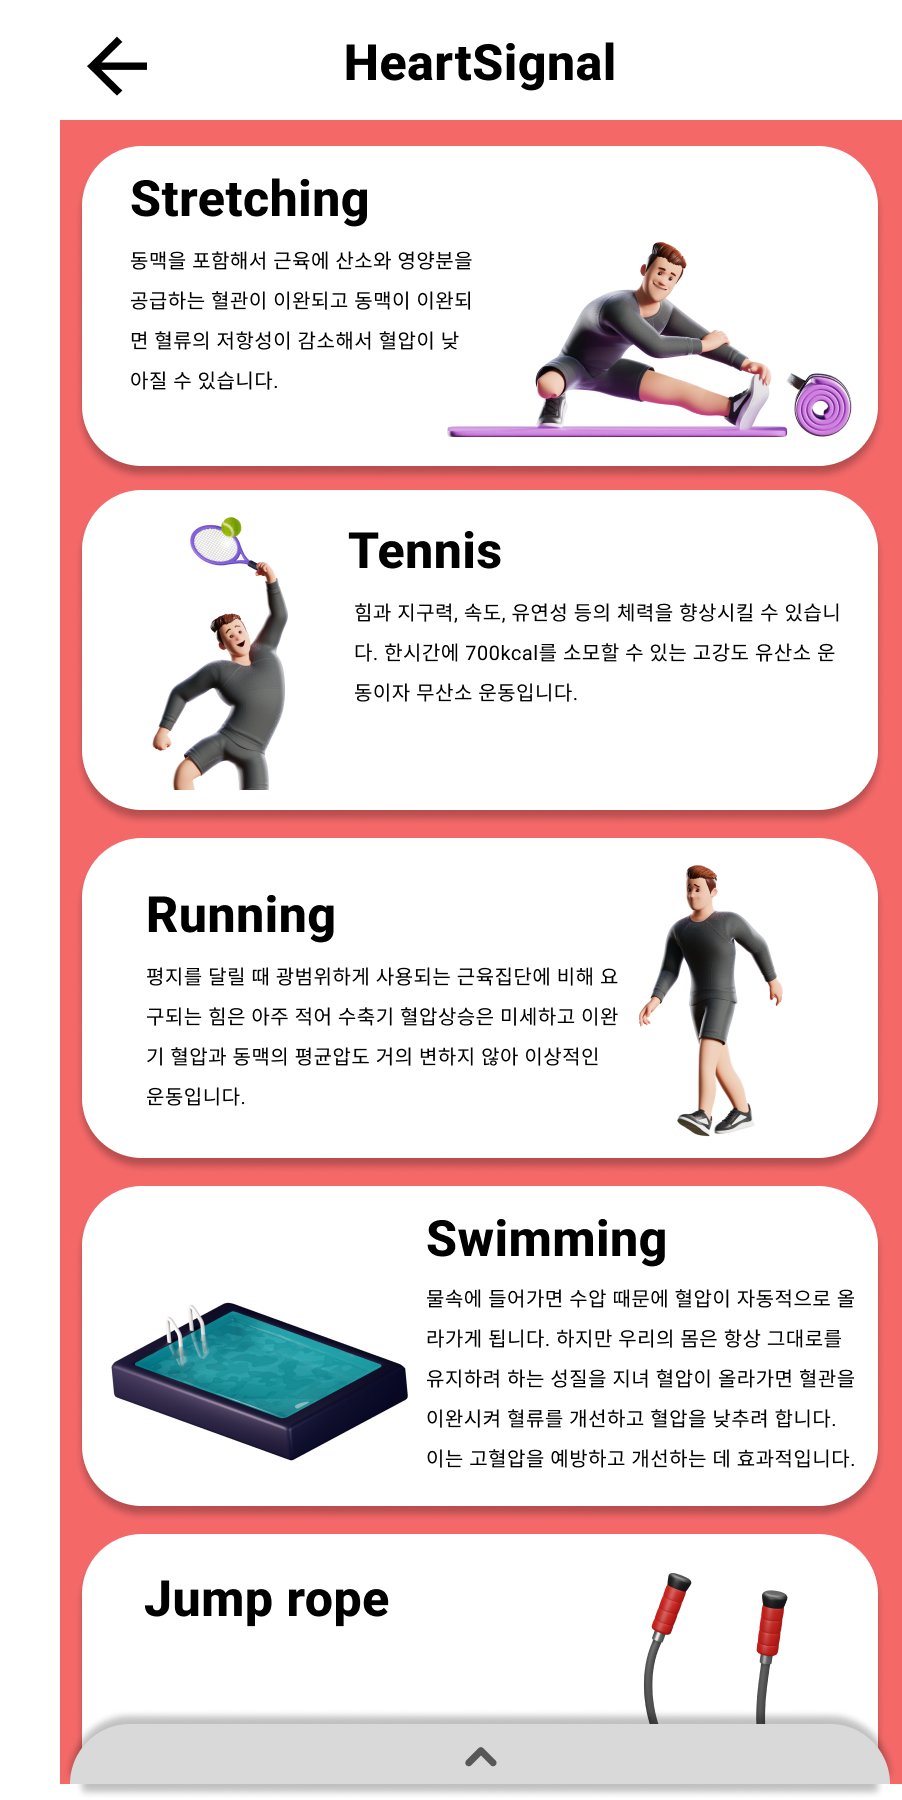 HeartSignal
Stretching
동맥을 포함해서 근육에 산소와 영양분을
공급하는 혈관이 이완되고 동맥이 이완되
면 혈류의 저항성이 감소해서 혈압이 낮
아질 수 있습니다.
Tennis
힘과 지구력, 속도, 유연성 등의 체력을 향상시킬 수 있습니
다. 한시간에 700kcal를 소모할 수 있는 고강도 유산소 운
동이자 무산소 운동입니다.
Running
평지를 달릴 때 광범위하게 사용되는 근육집단에 비해 요
구되는 힘은 아주 적어 수축기 혈압상승은 미세하고 이완
기 혈압과 동맥의 평균압도 거의 변하지 않아 이상적인
운동입니다.
Swimming
물속에 들어가면 수압 때문에 혈압이 자동적으로 올
라가게 됩니다. 하지만 우리의 몸은 항상 그대로를
유지하려 하는 성질을 지녀 혈압이 올라가면 혈관을
이완시켜 혈류를 개선하고 혈압을 낮추려 합니다.
이는 고혈압을 예방하고 개선하는 데 효과적입니다.
Jump rope